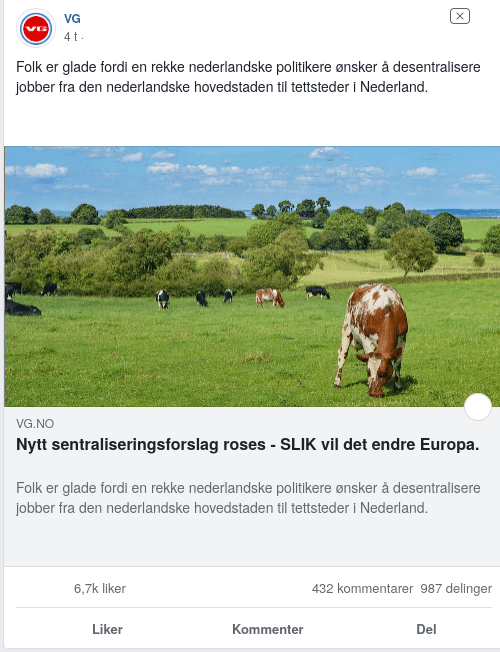 VG
VG
4 t ·
Folk er glade fordi en rekke nederlandske politikere ønsker å desentralisere
jobber fra den nederlandske hovedstaden til tettsteder i Nederland.
VG.NO
Nytt sentraliseringsforslag roses - SLIK vil det endre Europa.
Folk er glade fordi en rekke nederlandske politikere ønsker å desentralisere
jobber fra den nederlandske hovedstaden til tettsteder i Nederland.
6,7k liker 432 kommentarer 987 delinger
Liker Kommenter Del